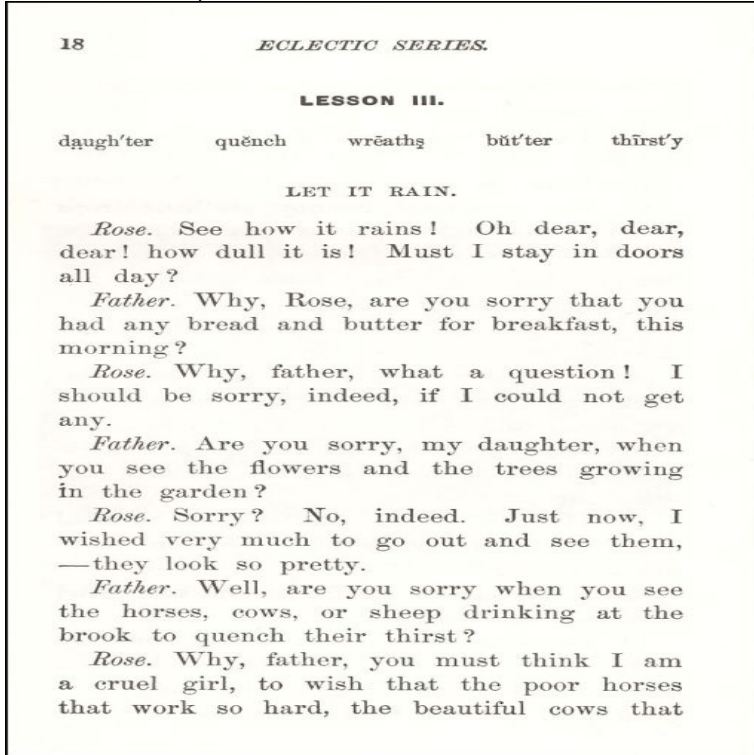 18 ECLECTIC SERIES.
LESSON III.
da̤ugh′ter quĕnch wrēaths̱ bŭt′ter thĩrst′y
LET IT RAIN.
Rose. See how it rains! Oh dear, dear,
dear! how dull it is! Must I stay in doors
all day?
Father. Why, Rose, are you sorry that you
had any bread and butter for breakfast, this
morning?
Rose. Why, father, what a question! I
should be sorry, indeed, if I could not get
any.
Father. Are you sorry, my daughter, when
you see the flowers and the trees growing
in the garden?
Rose. Sorry? No, indeed. Just now, I
wished very much to go out and see them,
—they look so pretty.
Father. Well, are you sorry when you see
the horses, cows, or sheep drinking at the
brook to quench their thirst?
Rose. Why, father, you must think I am
a cruel girl, to wish that the poor horses
that work so hard, the beautiful cows that